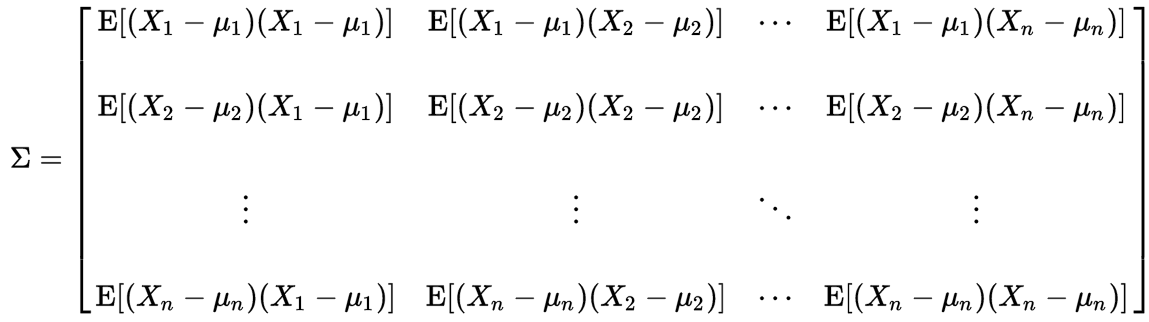 E[(X₁ − μ₁)(X₁ − μ₁)] E[(X₁ − μ₁)(X₂ − μ₂)] ⋯ E[(X₁ − μ₁)(Xₙ − μₙ)]
E[(X₂ − μ₂)(X₁ − μ₁)] E[(X₂ − μ₂)(X₂ − μ₂)] ⋯ E[(X₂ − μ₂)(Xₙ − μₙ)]
Σ =
⋮ ⋮ ⋱ ⋮
E[(Xₙ − μₙ)(X₁ − μ₁)] E[(Xₙ − μₙ)(X₂ − μ₂)] ⋯ E[(Xₙ − μₙ)(Xₙ − μₙ)]